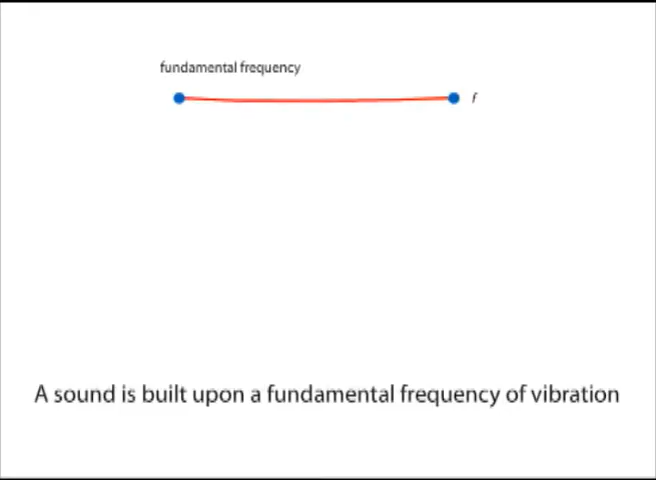 fundamental frequency
f
A sound is built upon a fundamental frequency of vibration